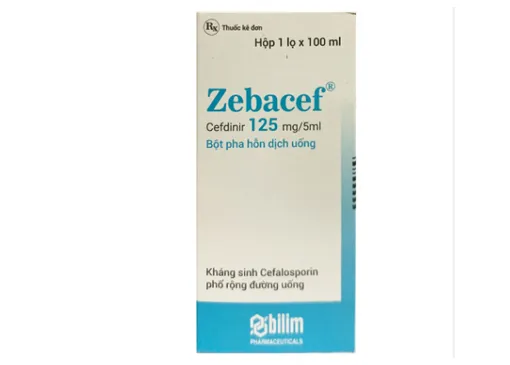 Rx Thuốc kê đơn
Hộp 1 lọ x 100 ml
Zebacef®
Cefdinir 125 mg/5ml
Bột pha hỗn dịch uống
Kháng sinh Cefalosporin
phổ rộng đường uống
bilim
PHARMACEUTICALS